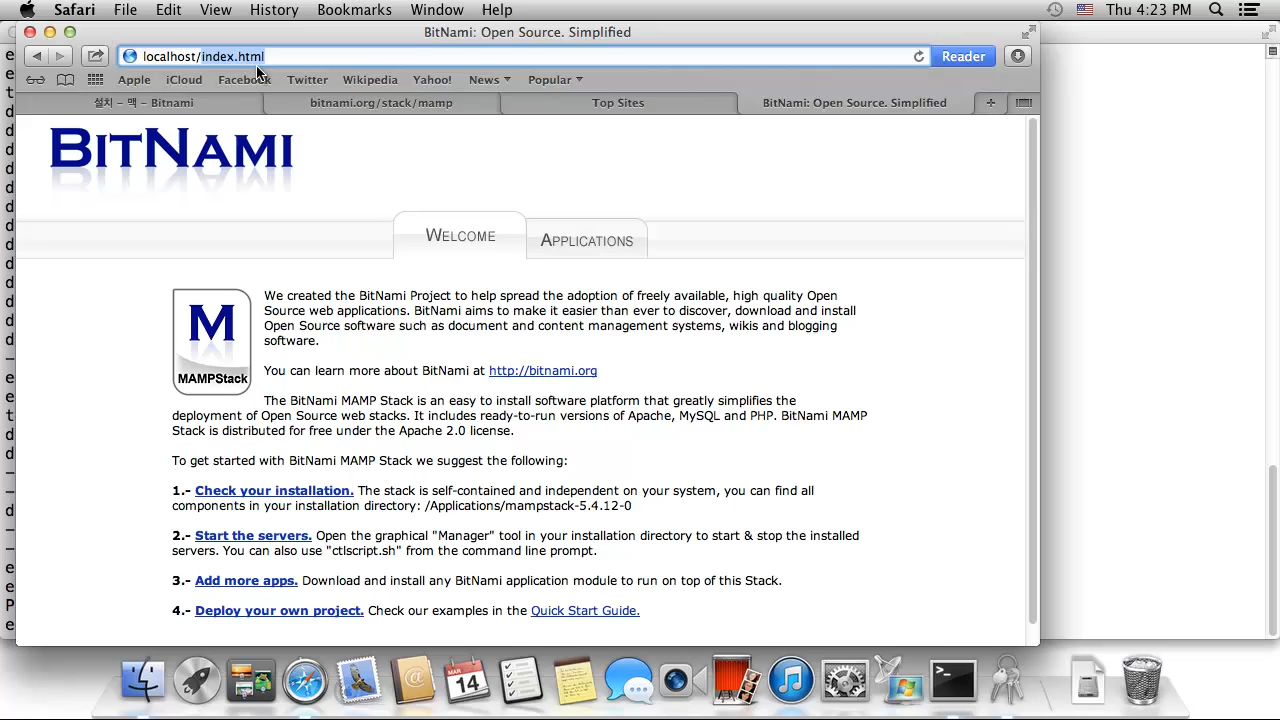 Safari File Edit View History Bookmarks Window Help Thu 4:23 PM
BitNami: Open Source. Simplified
localhost/index.html Reader
Apple iCloud Facebook Twitter Wikipedia Yahoo! News Popular
설치 – 맥 – Bitnami bitnami.org/stack/mamp Top Sites BitNami: Open Source. Simplified
BITNAMI
WELCOME APPLICATIONS
We created the BitNami Project to help spread the adoption of freely available, high quality Open
Source web applications. BitNami aims to make it easier than ever to discover, download and install
Open Source software such as document and content management systems, wikis and blogging
software.
M
MAMPStack
You can learn more about BitNami at http://bitnami.org
The BitNami MAMP Stack is an easy to install software platform that greatly simplifies the
deployment of Open Source web stacks. It includes ready-to-run versions of Apache, MySQL and PHP. BitNami MAMP
Stack is distributed for free under the Apache 2.0 license.
To get started with BitNami MAMP Stack we suggest the following:
1.- Check your installation. The stack is self-contained and independent on your system, you can find all
components in your installation directory: /Applications/mampstack-5.4.12-0
2.- Start the servers. Open the graphical "Manager" tool in your installation directory to start & stop the installed
servers. You can also use "ctlscript.sh" from the command line prompt.
3.- Add more apps. Download and install any BitNami application module to run on top of this Stack.
4.- Deploy your own project. Check our examples in the Quick Start Guide.
MAR
14